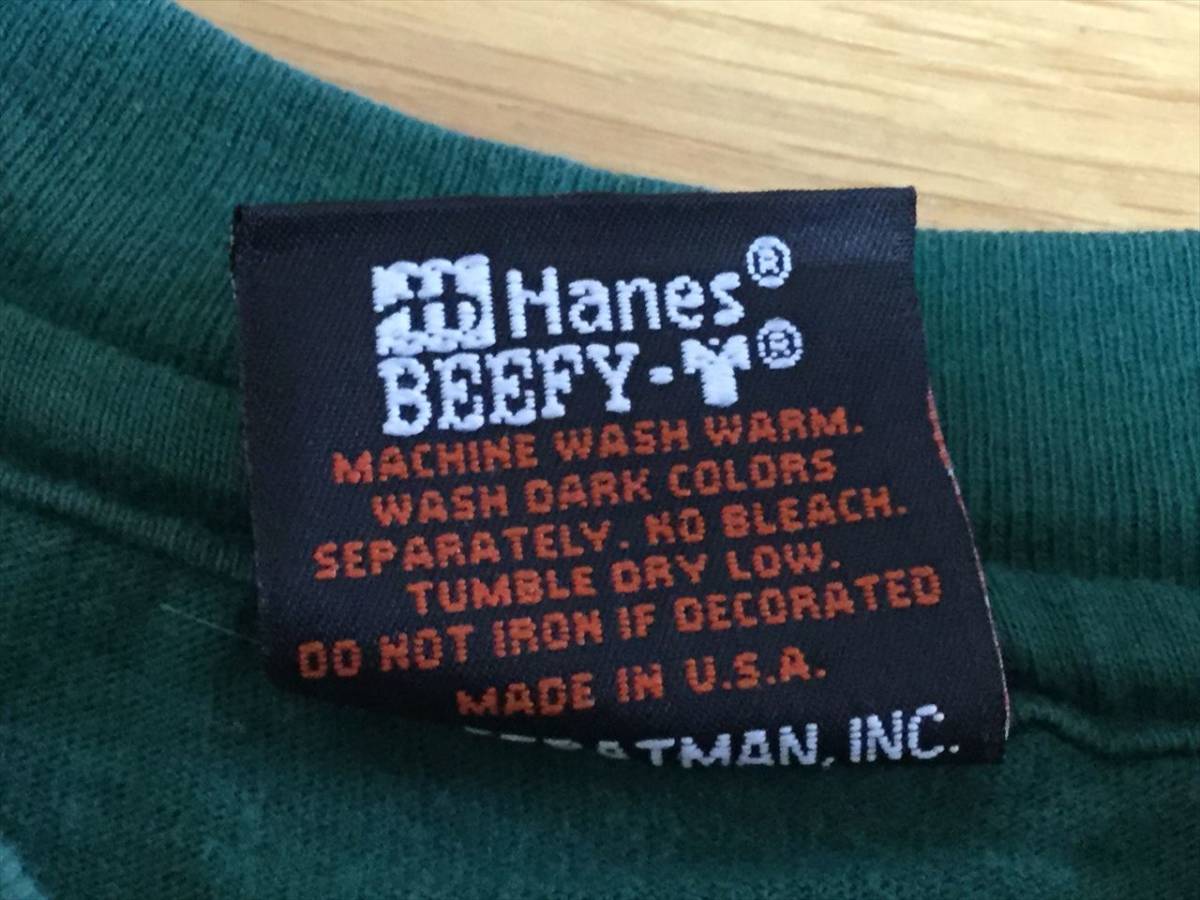 Hanes®
BEEFY-T®
MACHINE WASH WARM.
WASH DARK COLORS
SEPARATELY. NO BLEACH.
TUMBLE DRY LOW.
DO NOT IRON IF DECORATED
MADE IN U.S.A.
INC.